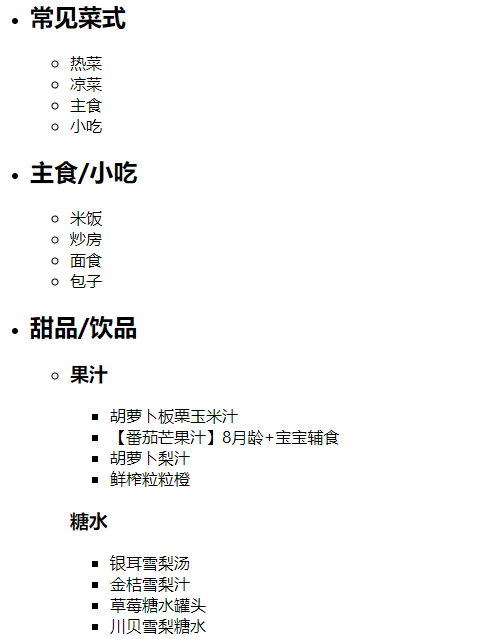 常见菜式
热菜
凉菜
主食
小吃
主食/小吃
米饭
炒房
面食
包子
甜品/饮品
果汁
胡萝卜板栗玉米汁
【番茄芒果汁】8月龄+宝宝辅食
胡萝卜梨汁
鲜榨粒粒橙
糖水
银耳雪梨汤
金桔雪梨汁
草莓糖水罐头
川贝雪梨糖水